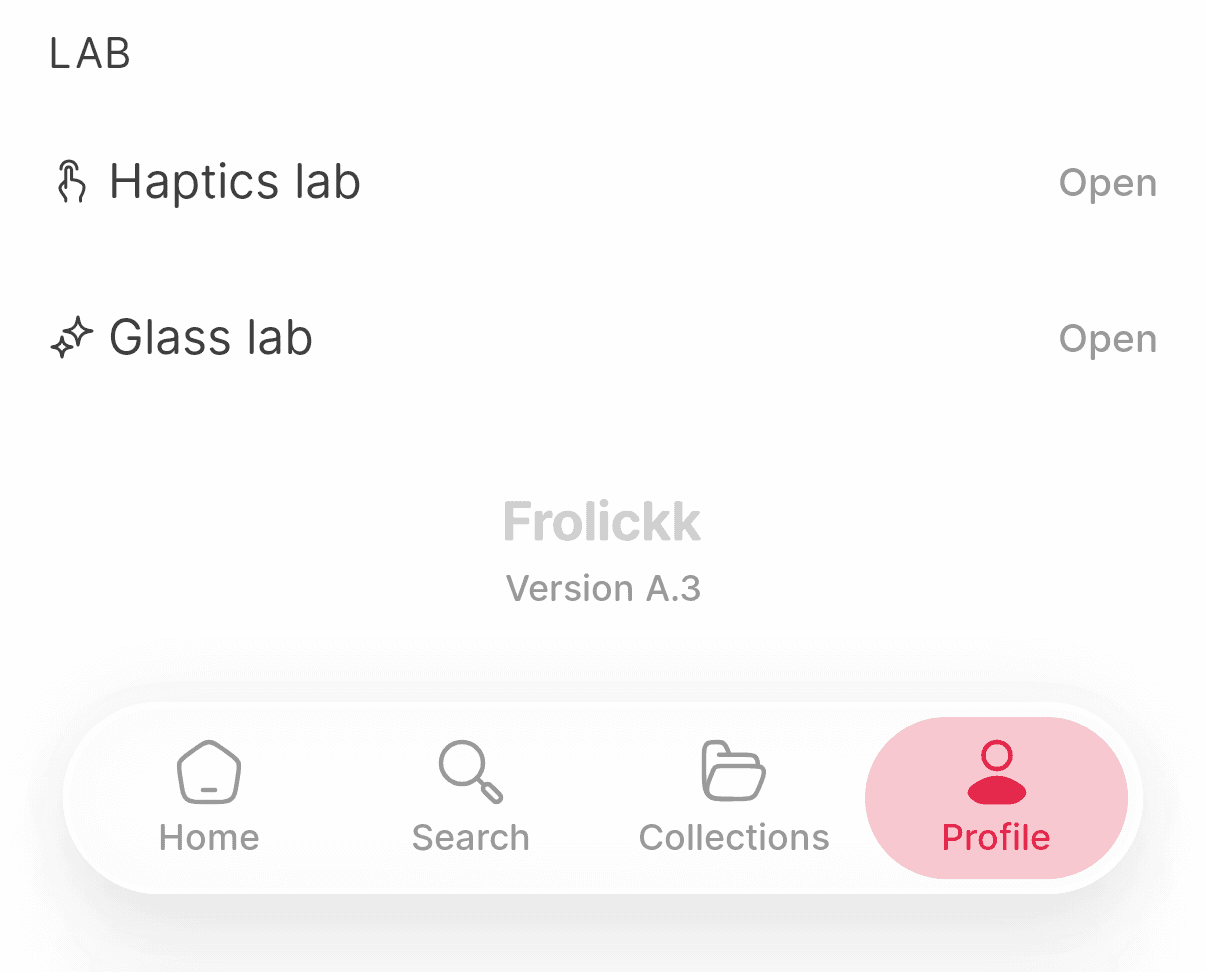 LAB
Haptics lab Open
Glass lab Open
Frolickk
Version A.3
Home Search Collections Profile